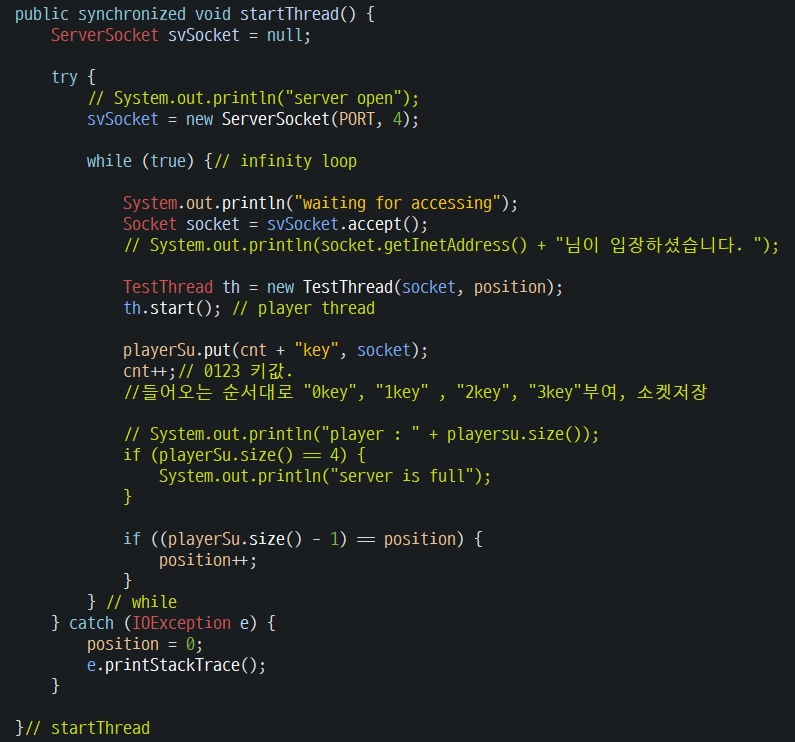 public synchronized void startThread() {
ServerSocket svSocket = null;
try {
// System.out.println("server open");
svSocket = new ServerSocket(PORT, 4);
while (true) {// infinity loop
System.out.println("waiting for accessing");
Socket socket = svSocket.accept();
// System.out.println(socket.getInetAddress() + "님이 입장하셨습니다. ");
TestThread th = new TestThread(socket, position);
th.start(); // player thread
playerSu.put(cnt + "key", socket);
cnt++;// 0123 키값.
//들어오는 순서대로 "0key", "1key" , "2key", "3key"부여, 소켓저장
// System.out.println("player : " + playersu.size());
if (playerSu.size() == 4) {
System.out.println("server is full");
}
if ((playerSu.size() - 1) == position) {
position++;
}
} // while
} catch (IOException e) {
position = 0;
e.printStackTrace();
}
}// startThread